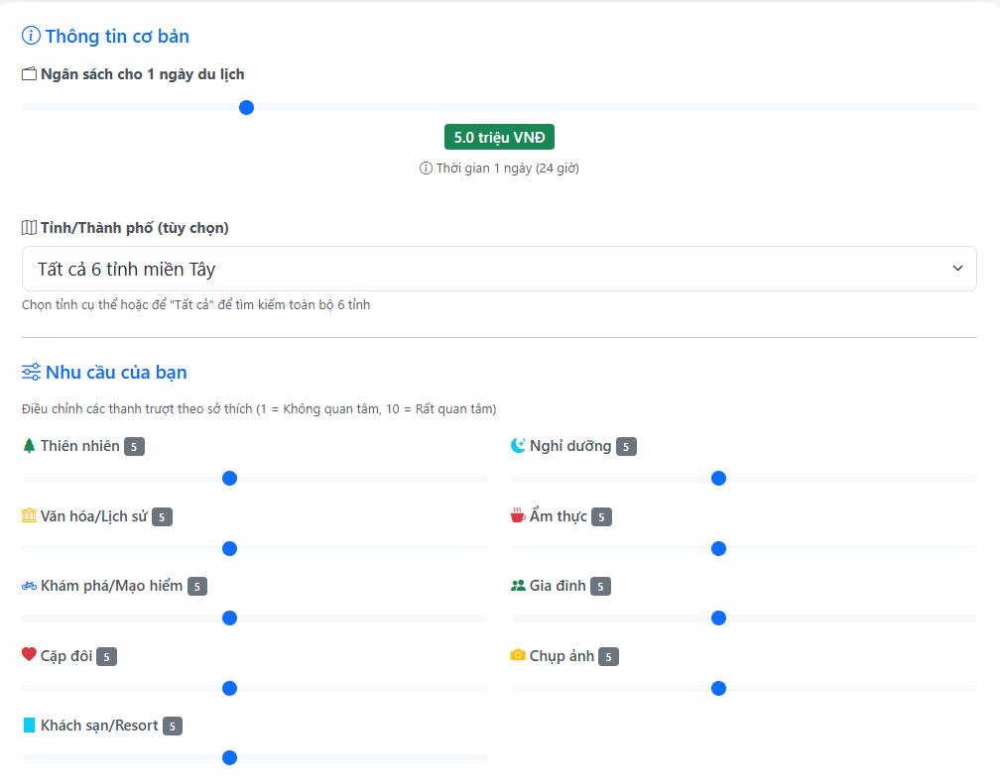 Thông tin cơ bản
Ngân sách cho 1 ngày du lịch
5.0 triệu VNĐ
Thời gian 1 ngày (24 giờ)
Tỉnh/Thành phố (tùy chọn)
Tất cả 6 tỉnh miền Tây
Chọn tỉnh cụ thể hoặc để "Tất cả" để tìm kiếm toàn bộ 6 tỉnh
Nhu cầu của bạn
Điều chỉnh các thanh trượt theo sở thích (1 = Không quan tâm, 10 = Rất quan tâm)
Thiên nhiên 5
Nghỉ dưỡng 5
Văn hóa/Lịch sử 5
Ẩm thực 5
Khám phá/Mạo hiểm 5
Gia đình 5
Cặp đôi 5
Chụp ảnh 5
Khách sạn/Resort 5